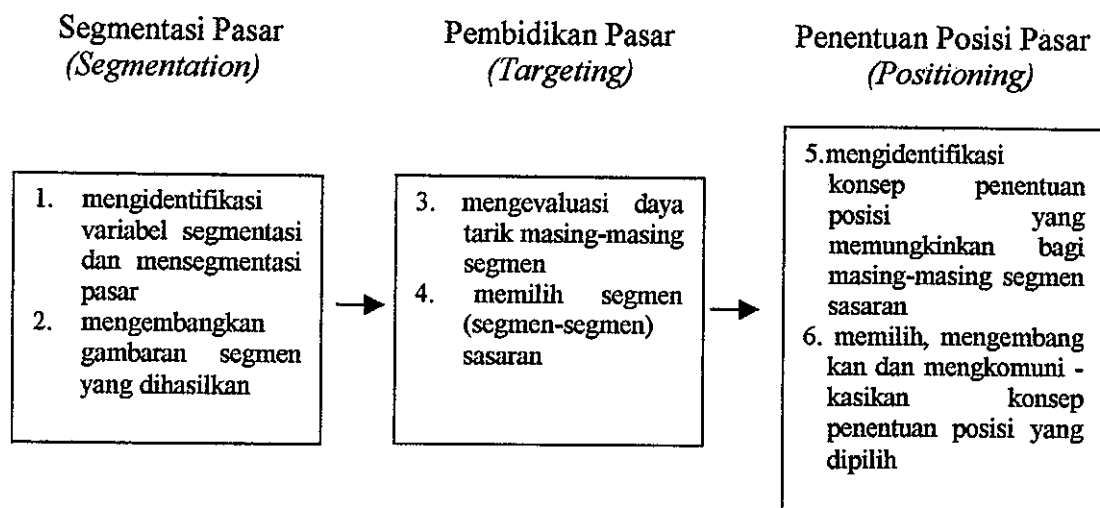 Segmentasi Pasar
(Segmentation)
1. mengidentifikasi
variabel segmentasi
dan mensegmentasi
pasar
2. mengembangkan
gambaran segmen
yang dihasilkan
Pembidikan Pasar
(Targeting)
3. mengevaluasi daya
tarik masing-masing
segmen
4. memilih segmen
(segmen-segmen)
sasaran
Penentuan Posisi Pasar
(Positioning)
5.mengidentifikasi
konsep penentuan
posisi yang
memungkinkan bagi
masing-masing segmen
sasaran
6. memilih, mengembang
kan dan mengkomuni -
kasikan konsep
penentuan posisi yang
dipilih